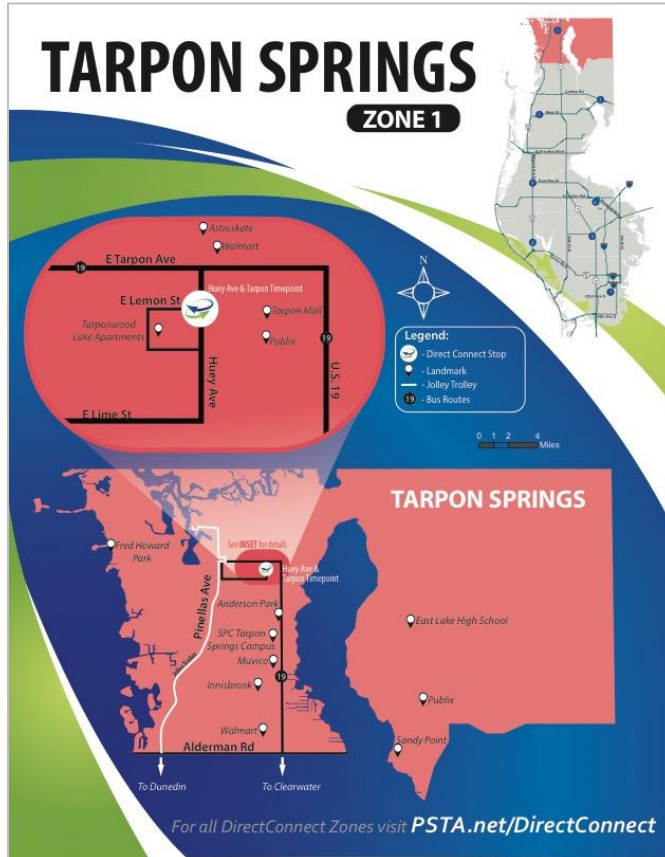 TARPON SPRINGS
ZONE 1
Astroskate
Walmart
E Tarpon Ave
19
Huey Ave & Tarpon Timepoint
E Lemon St
Tarpon Mall
Tarponwood
Lake Apartments
Publix
19
Huey Ave
U.S. 19
E Lime St
N
Legend:
- Direct Connect Stop
- Landmark
- Jolley Trolley
19 - Bus Routes
0 1 2 4
Miles
TARPON SPRINGS
See INSET for details
Fred Howard
Park
Huey Ave &
Tarpon Timepoint
Pinellas Ave
Anderson Park
East Lake High School
SPC Tarpon
Springs Campus
Muvico
Jolley Trolley
19
Innisbrook
Publix
Walmart
Sandy Point
Alderman Rd
To Dunedin
To Clearwater
For all DirectConnect Zones visit PSTA.net/DirectConnect